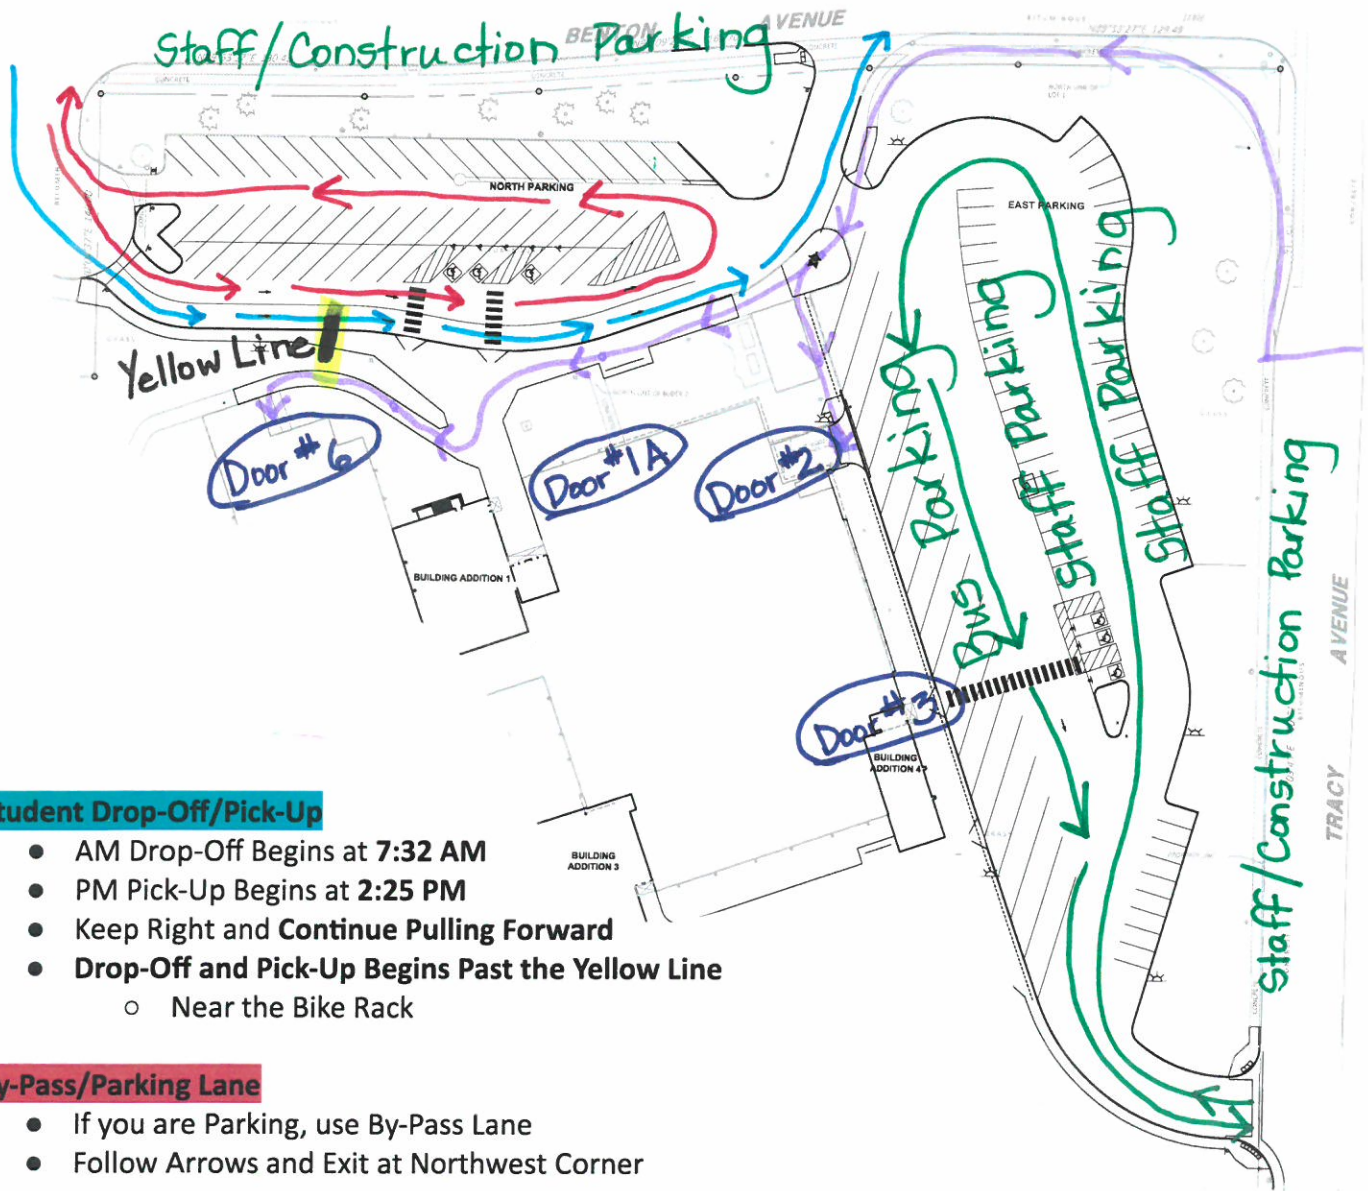 Staff/Construction Parking
BENTON AVENUE
CONCRETE
CONCRETE
CONCRETE
NORTH PARKING
EAST PARKING
Yellow Line
Door #6
Door #1A
Door #2
Door #3
Bus Parking
Staff Parking
Staff Parking
Staff/Construction Parking
TRACY AVENUE
BUILDING ADDITION 1
BUILDING
ADDITION 4
BUILDING
ADDITION 3
tudent Drop-Off/Pick-Up
● AM Drop-Off Begins at 7:32 AM
● PM Pick-Up Begins at 2:25 PM
● Keep Right and Continue Pulling Forward
● Drop-Off and Pick-Up Begins Past the Yellow Line
○ Near the Bike Rack
y-Pass/Parking Lane
● If you are Parking, use By-Pass Lane
● Follow Arrows and Exit at Northwest Corner